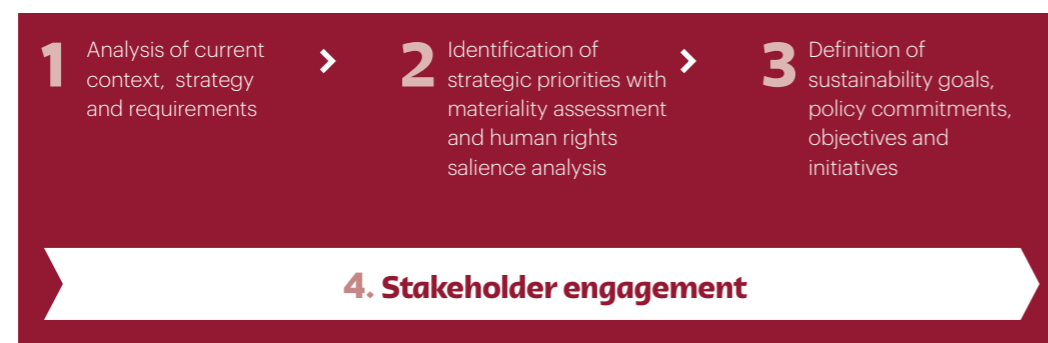 1
Analysis of current
context, strategy
and requirements
2
Identification of
strategic priorities with
materiality assessment
and human rights
salience analysis
3
Definition of
sustainability goals,
policy commitments,
objectives and
initiatives
4. Stakeholder engagement